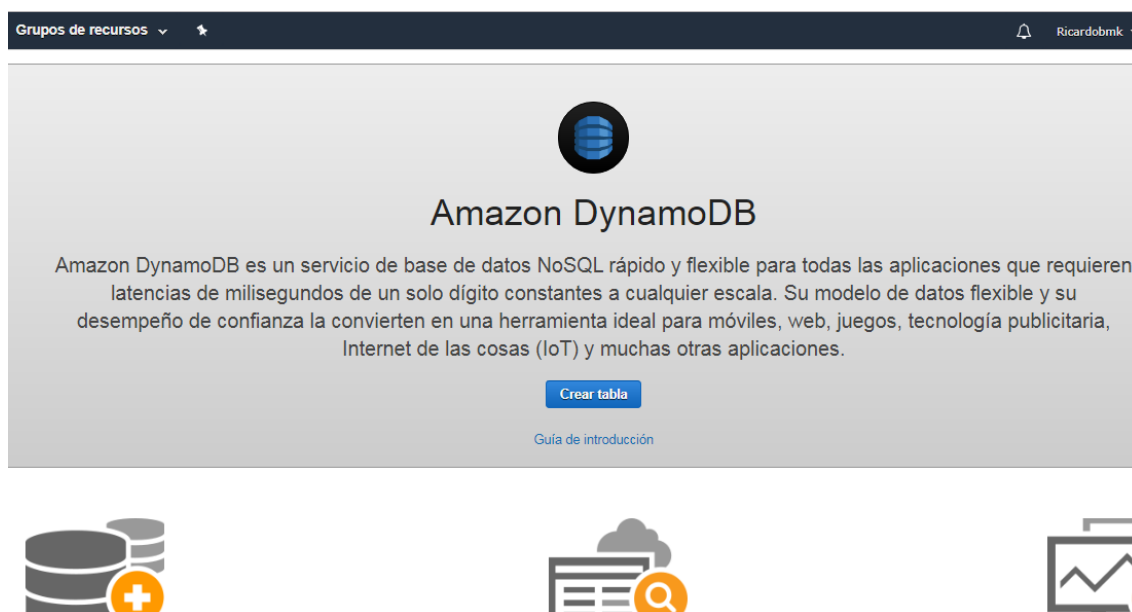 Grupos de recursos
Ricardobmk
Amazon DynamoDB
Amazon DynamoDB es un servicio de base de datos NoSQL rápido y flexible para todas las aplicaciones que requieren
latencias de milisegundos de un solo dígito constantes a cualquier escala. Su modelo de datos flexible y su
desempeño de confianza la convierten en una herramienta ideal para móviles, web, juegos, tecnología publicitaria,
Internet de las cosas (IoT) y muchas otras aplicaciones.
Crear tabla
Guía de introducción